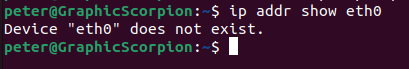 peter@GraphicScorpion:~$ ip addr show eth0
Device "eth0" does not exist.
peter@GraphicScorpion:~$